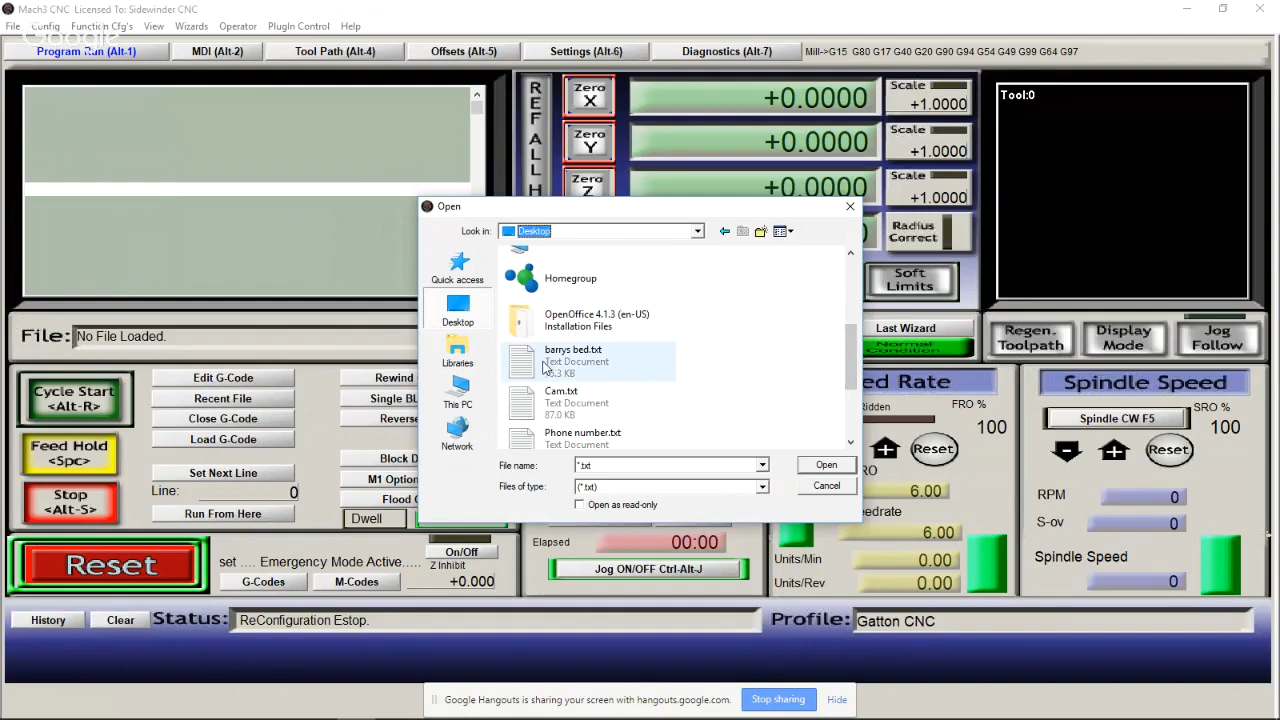 Mach3 CNC Licensed To: Sidewinder CNC
File Config Function Cfg's View Wizards Operator PlugIn Control Help
Google
Program Run (Alt-1) MDI (Alt-2) Tool Path (Alt-4) Offsets (Alt-5) Settings (Alt-6) Diagnostics (Alt-7) Mill->G15 G80 G17 G40 G20 G90 G94 G54 G49 G99 G64 G97
REF ALL H
Zero X +0.0000 Scale +1.0000
Zero Y +0.0000 Scale +1.0000
Zero Z +0.0000 Scale +1.0000
Radius Correct
Soft Limits
Tool:0
File: No File Loaded.
Last Wizard
Normal Condition
Regen. Toolpath
Display Mode
Jog Follow
Open
Look in: Desktop
Quick access
Desktop
Libraries
This PC
Network
Homegroup
OpenOffice 4.1.3 (en-US)
Installation Files
barrys bed.txt
Text Document
Cam.txt
Text Document
87.0 KB
Phone number.txt
Text Document
File name: *.txt Open
Files of type: (*.txt) Cancel
Open as read-only
Cycle Start
<Alt-R>
Feed Hold
<Spc>
Stop
<Alt-S>
Edit G-Code
Recent File
Close G-Code
Load G-Code
Set Next Line
Line: 0
Run From Here
Rewind
Single BL
Reverse
Block D
M1 Option
Flood
Dwell
ed Rate
FRO %
100
Reset
RO
6.00
edrate
6.00
Units/Min 0.00
Units/Rev 0.00
Spindle Speed
Spindle CW F5
SRO %
100
Reset
RPM 0
S-ov 0
Spindle Speed
0
Reset
set .... Emergency Mode Active.....
G-Codes M-Codes
On/Off
Z Inhibit
+0.000
Elapsed 00:00
Jog ON/OFF Ctrl-Alt-J
History Clear Status: ReConfiguration Estop. Profile: Gatton CNC
Google Hangouts is sharing your screen with hangouts.google.com. Stop sharing Hide